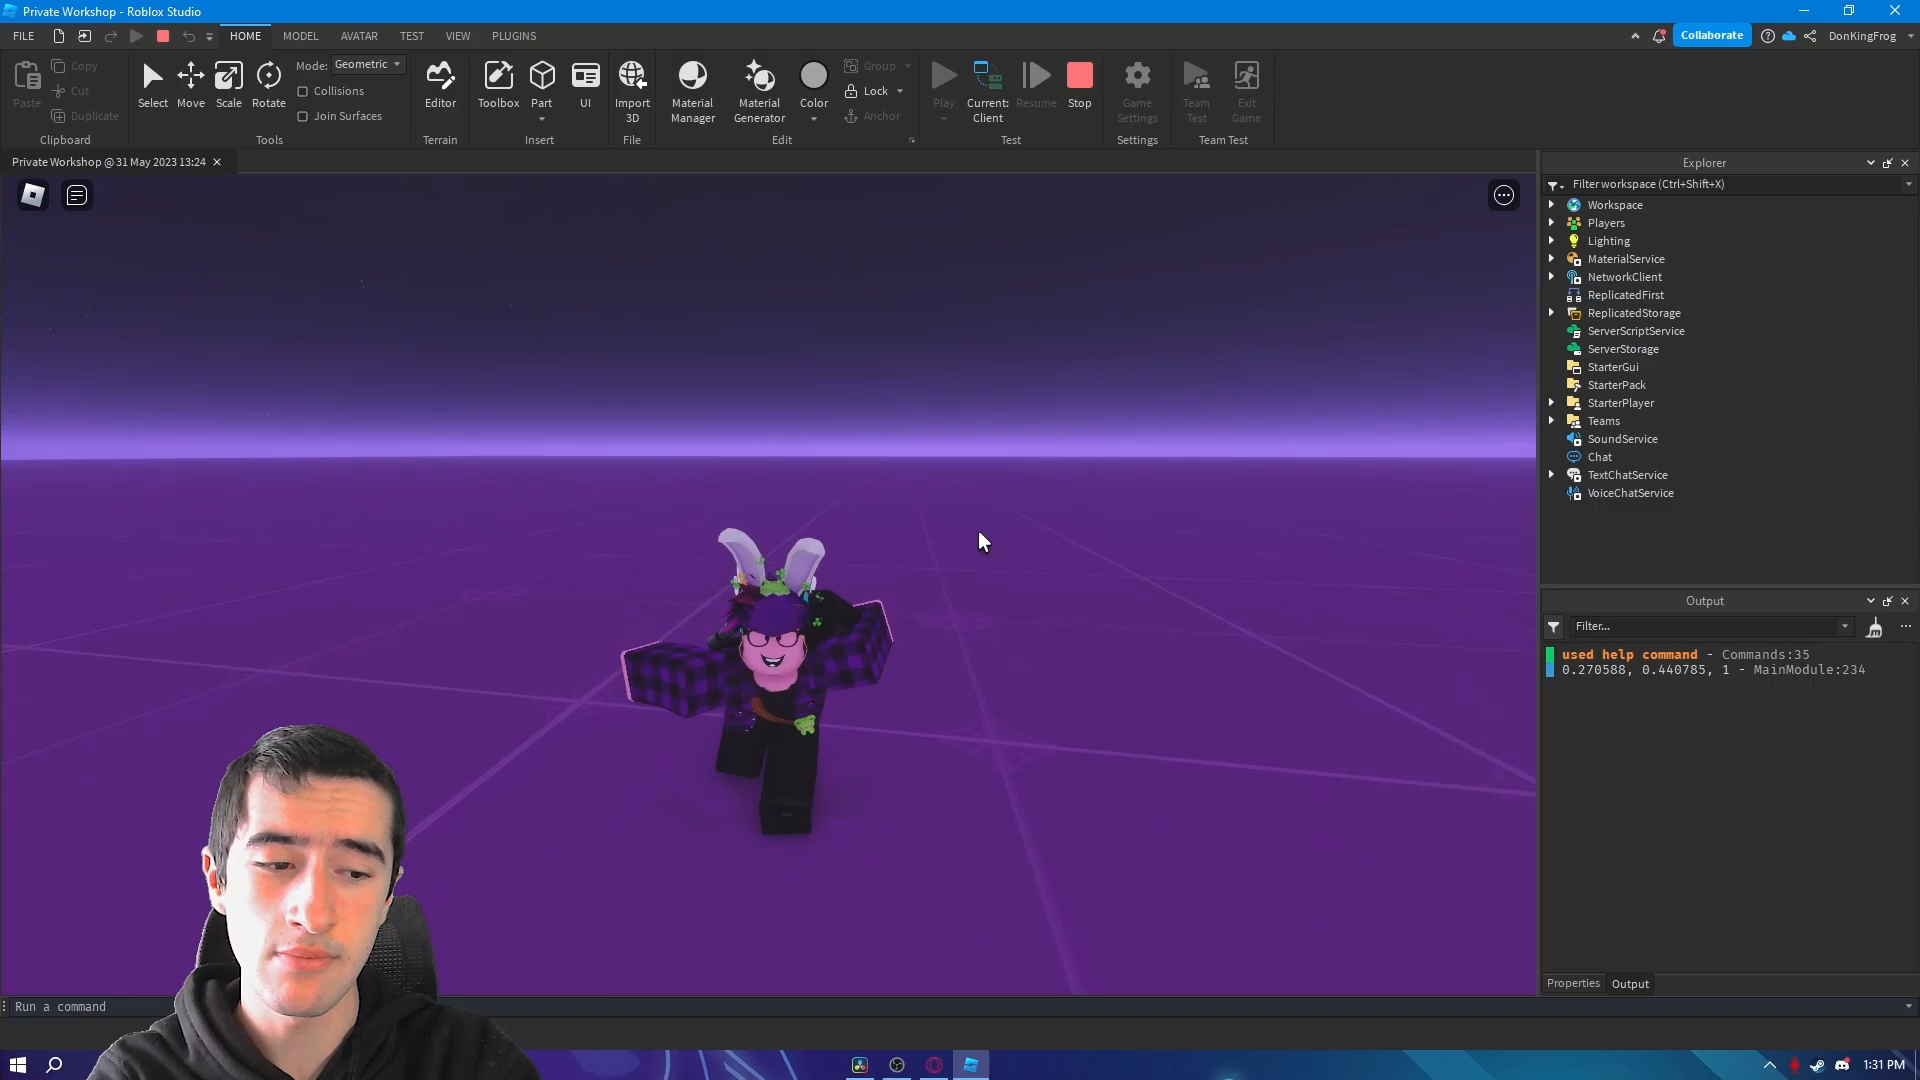 Private Workshop - Roblox Studio
FILE HOME MODEL AVATAR TEST VIEW PLUGINS
Collaborate DonKingFrog
Paste Copy Cut Duplicate Clipboard
Select Move Scale Rotate Mode: Geometric Collisions Join Surfaces Tools
Editor Terrain
Toolbox Part UI Insert
Import 3D File
Material Manager Material Generator Color Group Lock Anchor Edit
Play Current: Client Resume Stop Test
Game Settings Settings
Team Test Exit Game Team Test
Private Workshop @ 31 May 2023 13:24
Explorer
Filter workspace (Ctrl+Shift+X)
Workspace
Players
Lighting
MaterialService
NetworkClient
ReplicatedFirst
ReplicatedStorage
ServerScriptService
ServerStorage
StarterGui
StarterPack
StarterPlayer
Teams
SoundService
Chat
TextChatService
VoiceChatService
Output
Filter...
used help command - Commands:35
0.270588, 0.440785, 1 - MainModule:234
Properties Output
Run a command
1:31 PM